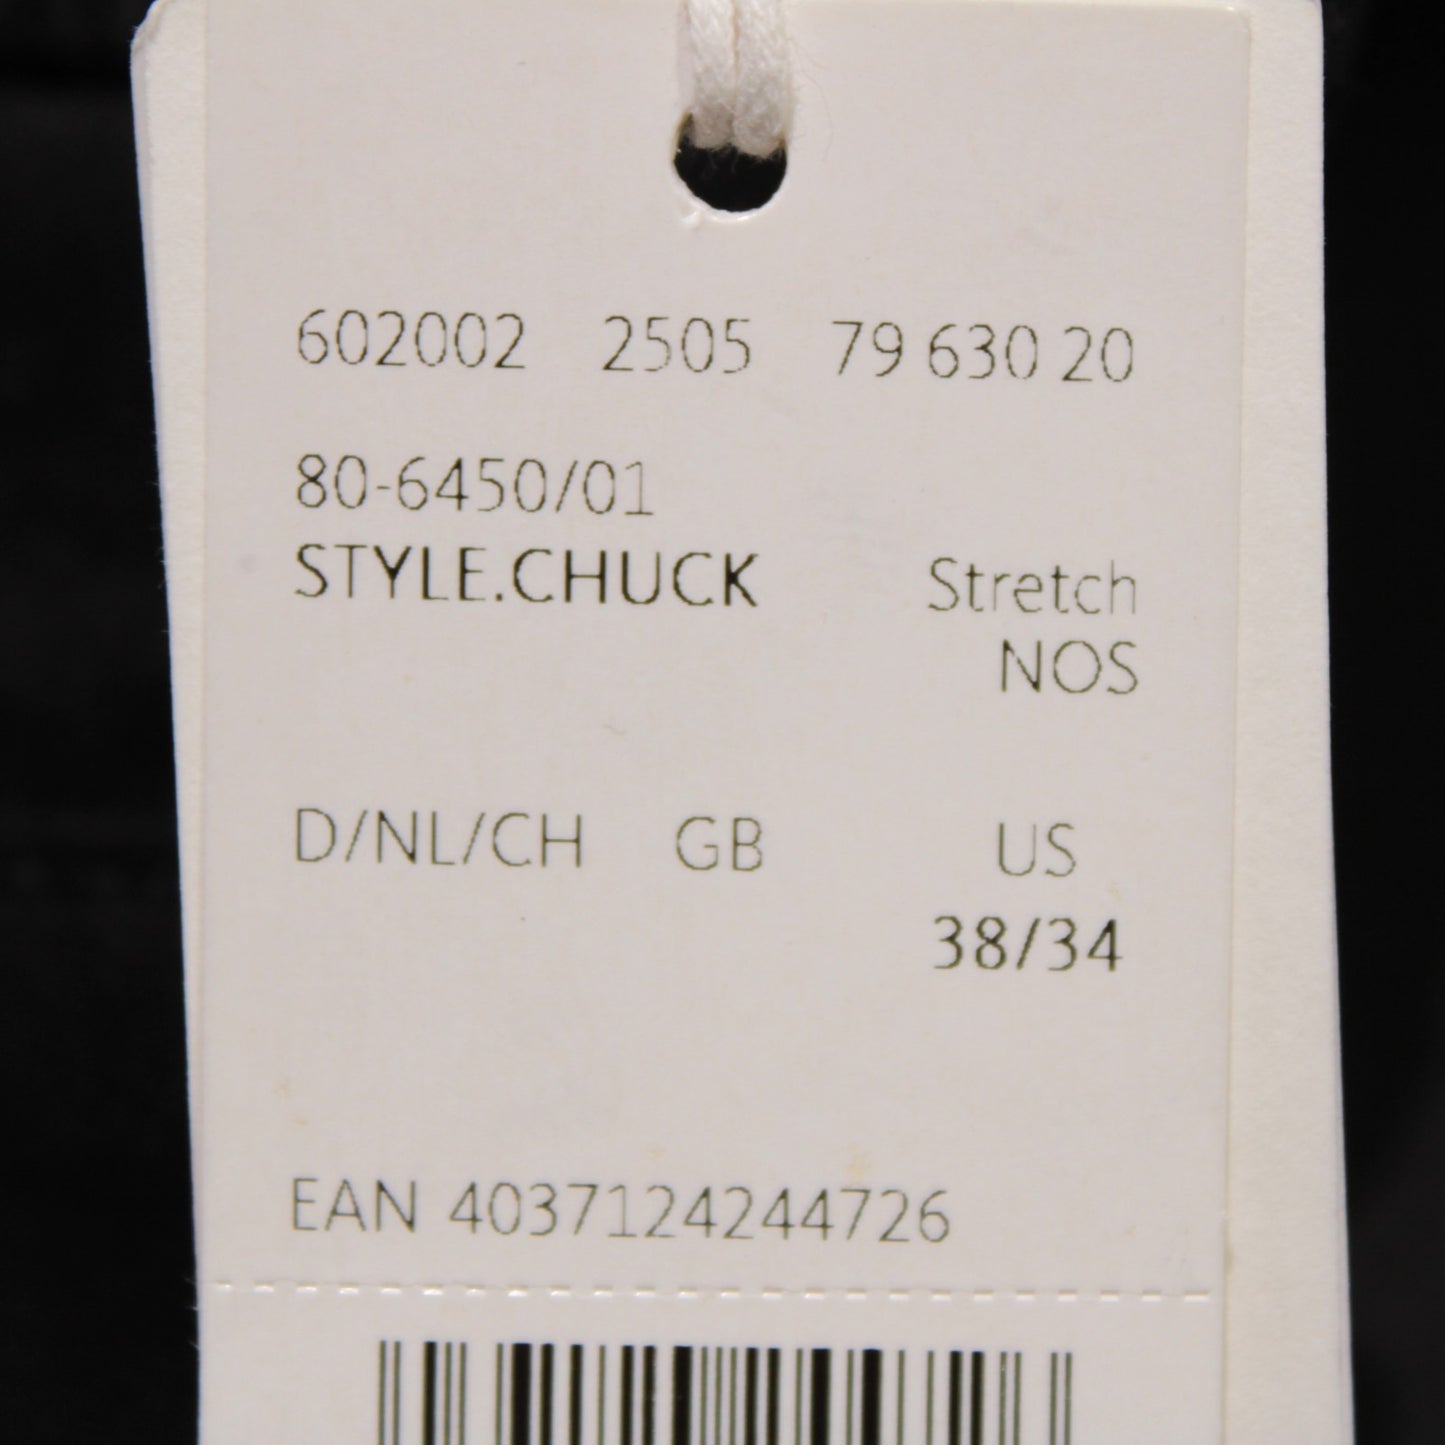 602002 2505 79 630 20
80-6450/01
STYLE.CHUCK Stretch
NOS
D/NL/CH GB US
38/34
EAN 4037124244726